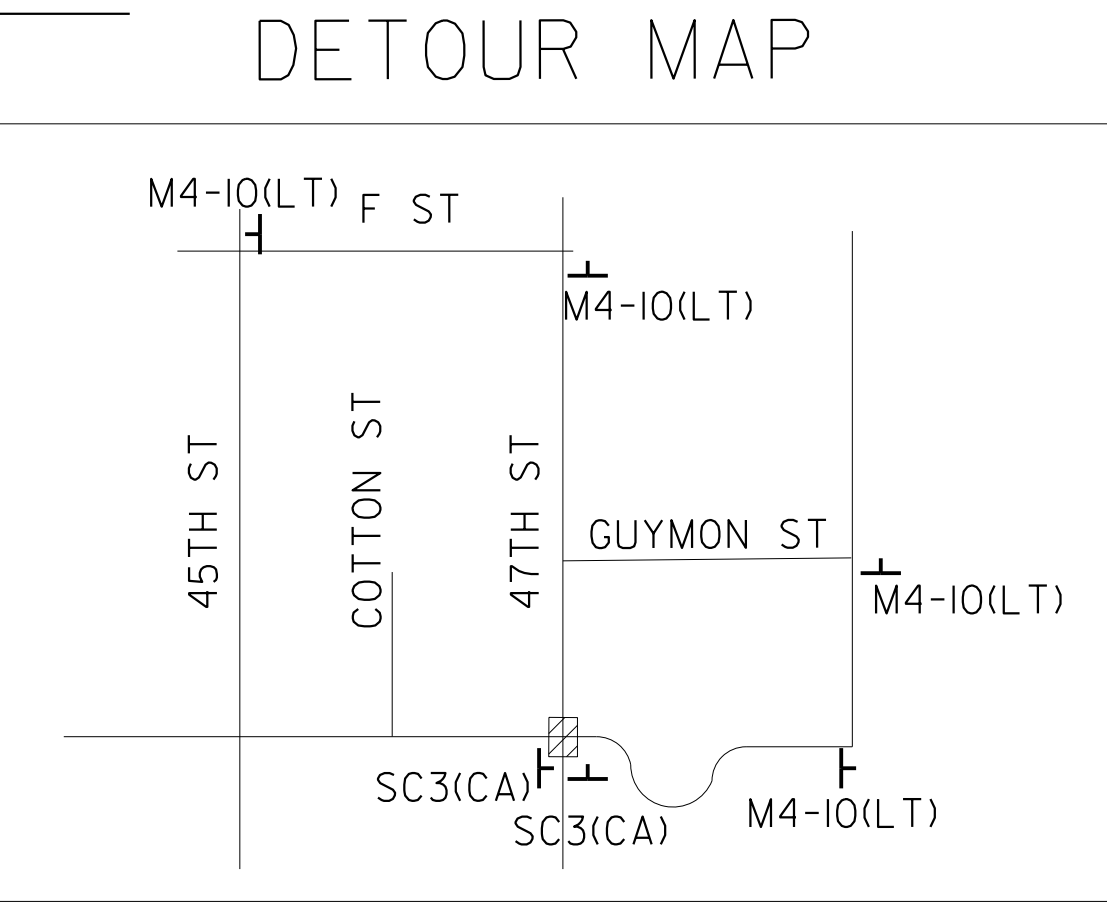 DETOUR MAP
M4-10(LT)
F ST
M4-10(LT)
45TH ST
COTTON ST
47TH ST
GUYMON ST
M4-10(LT)
SC3(CA)
SC3(CA)
M4-10(LT)